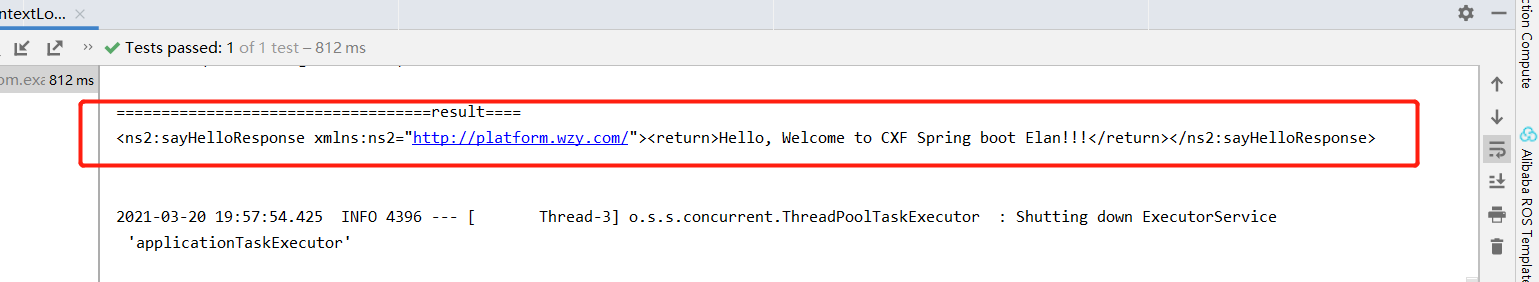 ntextLo...
Tests passed: 1 of 1 test – 812 ms
om.exa 812 ms
===================================result====
<ns2:sayHelloResponse xmlns:ns2="http://platform.wzy.com/"><return>Hello, Welcome to CXF Spring boot Elan!!!</return></ns2:sayHelloResponse>
2021-03-20 19:57:54.425  INFO 4396 --- [       Thread-3] o.s.s.concurrent.ThreadPoolTaskExecutor  : Shutting down ExecutorService
'applicationTaskExecutor'
ction Compute
Alibaba ROS Template